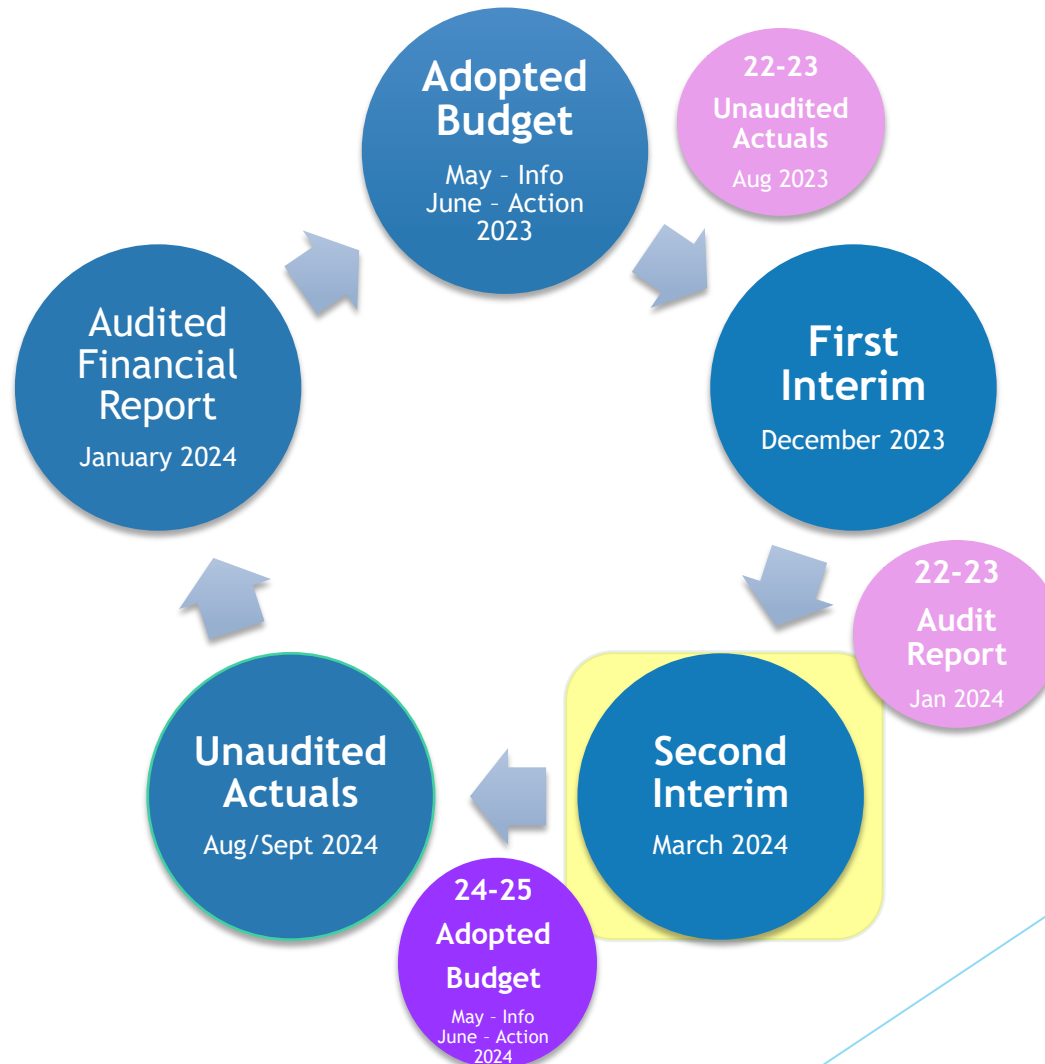 Adopted
Budget
May - Info
June - Action
2023
22-23
Unaudited
Actuals
Aug 2023
First
Interim
December 2023
22-23
Audit
Report
Jan 2024
Second
Interim
March 2024
24-25
Adopted
Budget
May - Info
June - Action
2024
Unaudited
Actuals
Aug/Sept 2024
Audited
Financial
Report
January 2024